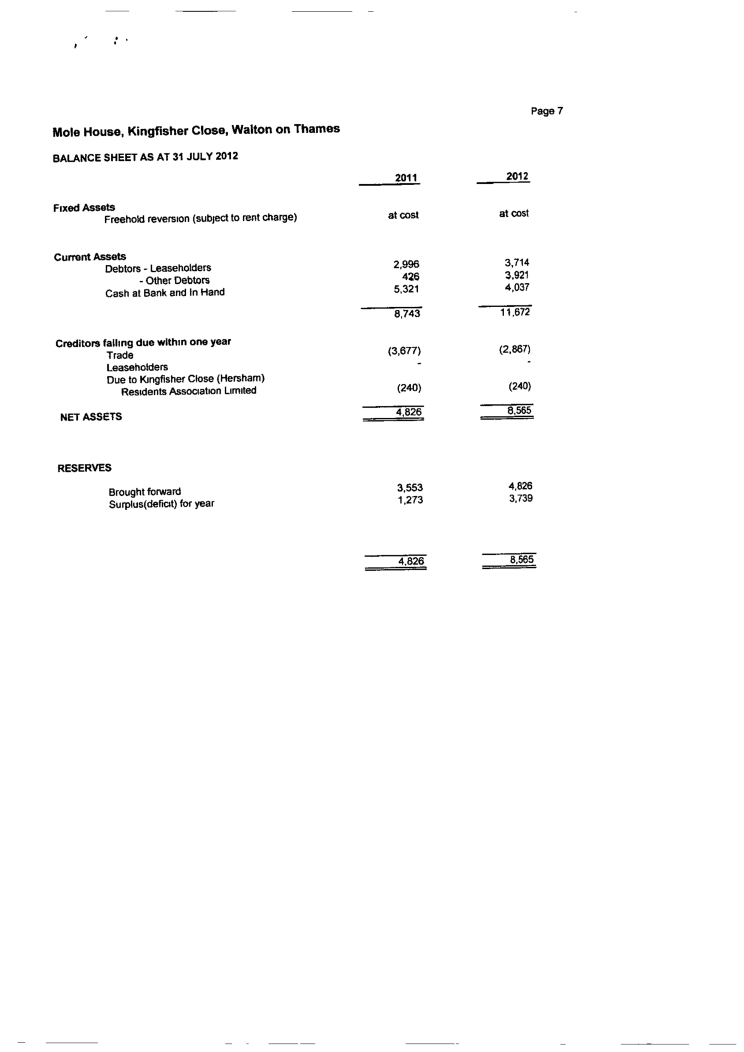 Page 7
Mole House, Kingfisher Close, Walton on Thames
BALANCE SHEET AS AT 31 JULY 2012
2011 2012
Fixed Assets
Freehold reversion (subject to rent charge) at cost at cost
Current Assets
Debtors - Leaseholders 2,996 3,714
- Other Debtors 426 3,921
Cash at Bank and In Hand 5,321 4,037
8,743 11,672
Creditors falling due within one year
Trade (3,677) (2,867)
Leaseholders - -
Due to Kingfisher Close (Hersham)
Residents Association Limited (240) (240)
NET ASSETS 4,826 8,565
RESERVES
Brought forward 3,553 4,826
Surplus(deficit) for year 1,273 3,739
4,826 8,565